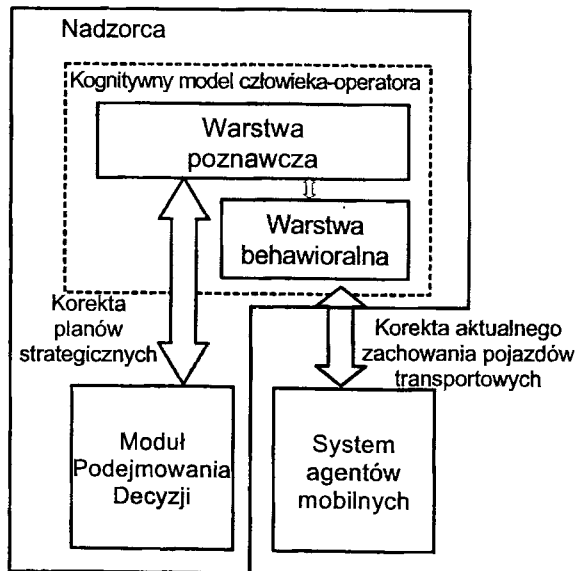 Nadzorca
Kognitywny model człowieka-operatora
Warstwa
poznawcza
Warstwa
behawioralna
Korekta
planów
strategicznych
Korekta aktualnego
zachowania pojazdów
transportowych
Moduł
Podejmowania
Decyzji
System
agentów
mobilnych